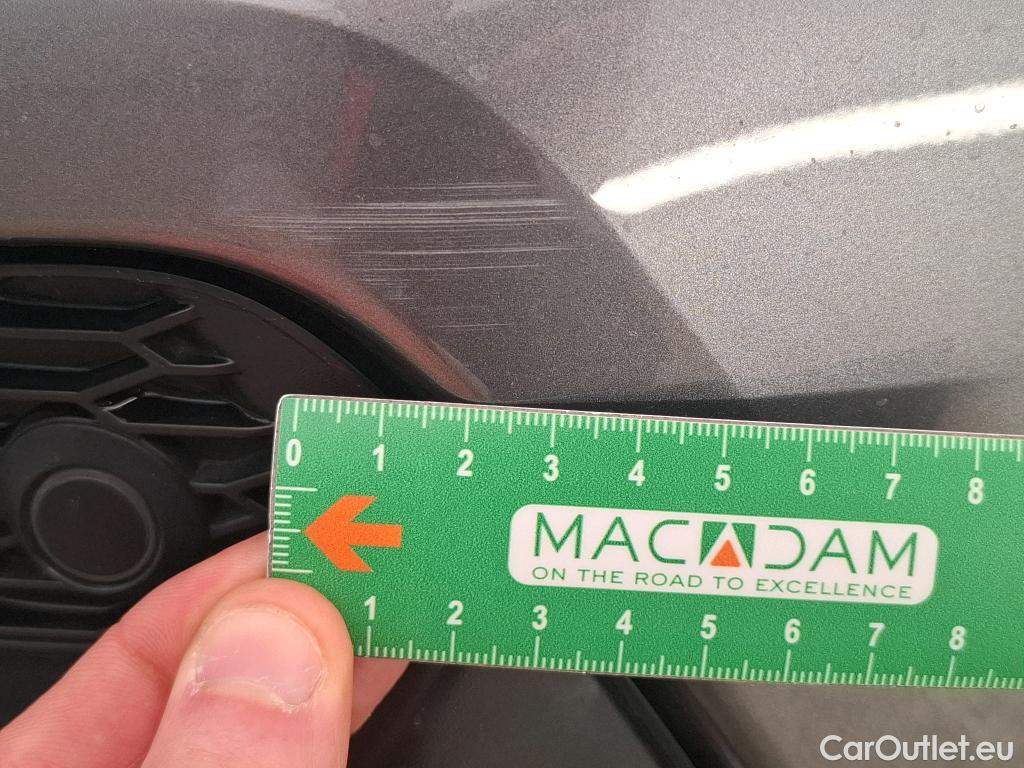 0 1 2 3 4 5 6 7 8
MACADAM
ON THE ROAD TO EXCELLENCE
1 2 3 4 5 6 7 8
CarOutlet.eu